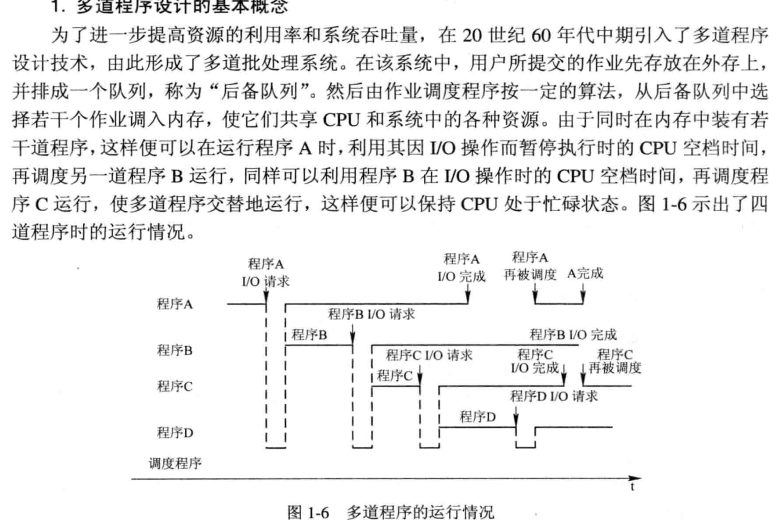 1. 多道程序设计的基本概念
为了进一步提高资源的利用率和系统吞吐量，在 20 世纪 60 年代中期引入了多道程序
设计技术，由此形成了多道批处理系统。在该系统中，用户所提交的作业先存放在外存上，
并排成一个队列，称为“后备队列”。然后由作业调度程序按一定的算法，从后备队列中选
择若干个作业调入内存，使它们共享 CPU 和系统中的各种资源。由于同时在内存中装有若
干道程序，这样便可以在运行程序 A 时，利用其因 I/O 操作而暂停执行时的 CPU 空档时间，
再调度另一道程序 B 运行，同样可以利用程序 B 在 I/O 操作时的 CPU 空档时间，再调度程
序 C 运行，使多道程序交替地运行，这样便可以保持 CPU 处于忙碌状态。图 1-6 示出了四
道程序时的运行情况。
程序A
I/O 请求
程序A
I/O 完成
程序A
再被调度
A完成
程序A
程序B I/O 请求
程序B
程序B I/O 完成
程序B
程序C I/O 请求
程序C
I/O 完成
程序C
再被调度
程序C
程序C
程序D I/O 请求
程序D
程序D
调度程序
t
图 1-6 多道程序的运行情况